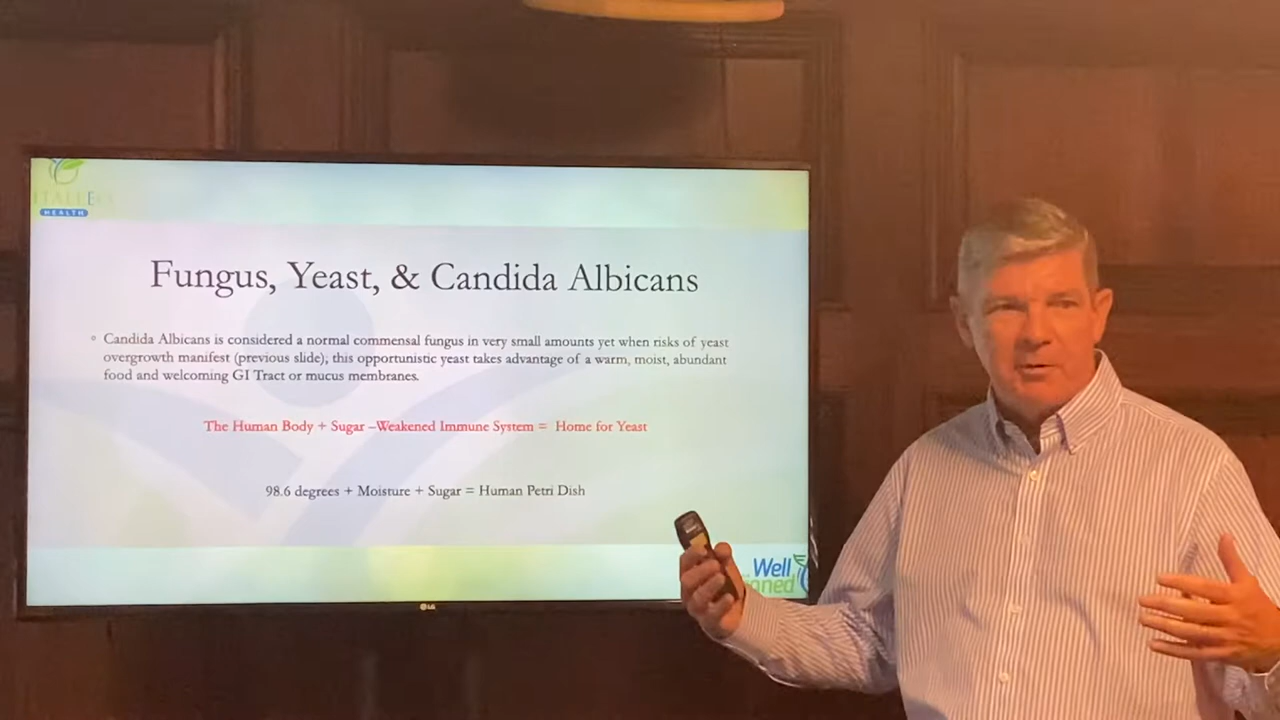 HEALTH
Fungus, Yeast, & Candida Albicans
Candida Albicans is considered a normal commensal fungus in very small amounts yet when risks of yeast
overgrowth manifest (previous slide); this opportunistic yeast takes advantage of a warm, moist, abundant
food and welcoming GI Tract or mucus membranes.
The Human Body + Sugar –Weakened Immune System = Home for Yeast
98.6 degrees + Moisture + Sugar = Human Petri Dish
Well
LG